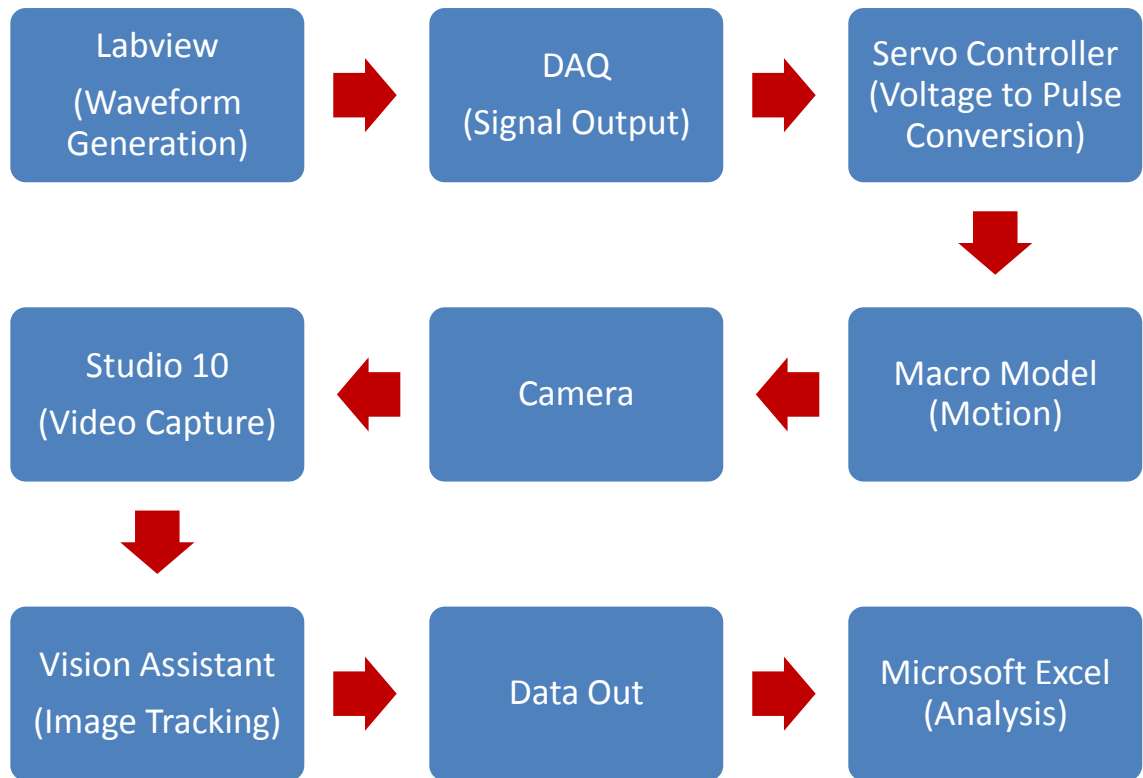 Labview
(Waveform
Generation)
DAQ
(Signal Output)
Servo Controller
(Voltage to Pulse
Conversion)
Studio 10
(Video Capture)
Camera
Macro Model
(Motion)
Vision Assistant
(Image Tracking)
Data Out
Microsoft Excel
(Analysis)